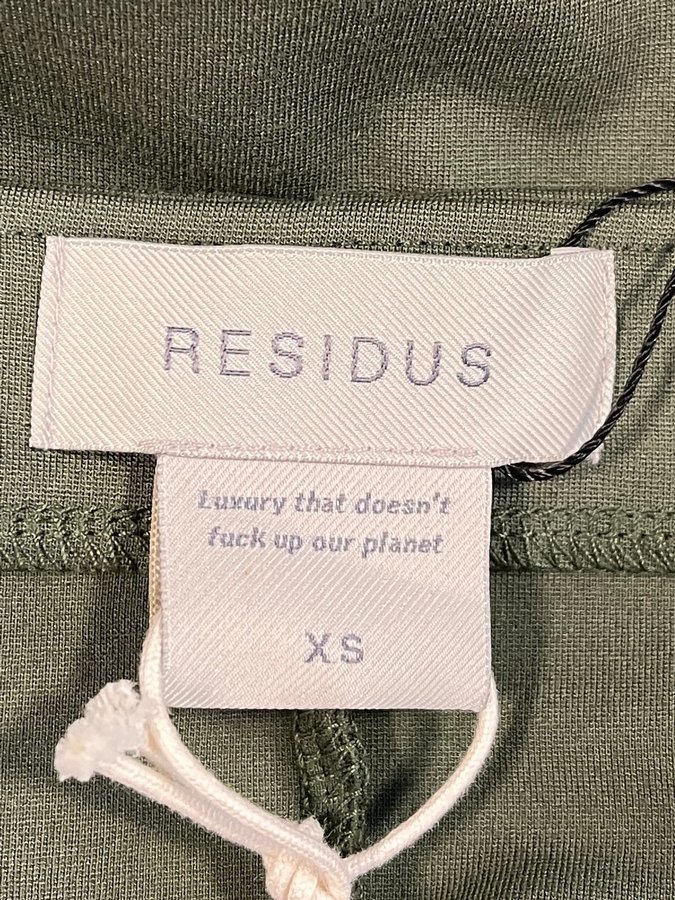 RESIDUS
Luxury that doesn't
fuck up our planet
XS